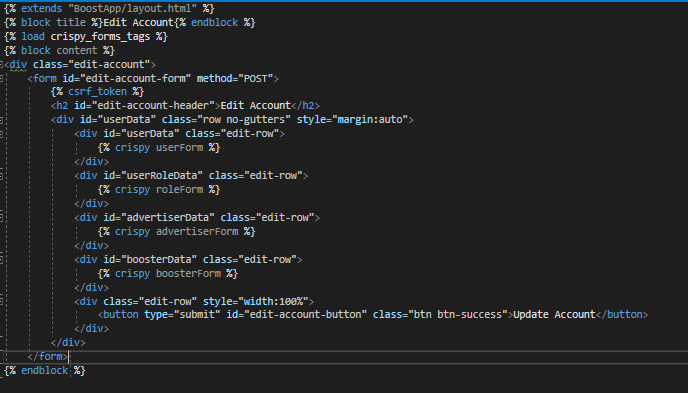 {% extends "BoostApp/layout.html" %}
{% block title %}Edit Account{% endblock %}
{% load crispy_forms_tags %}
{% block content %}
<div class="edit-account">
    <form id="edit-account-form" method="POST">
        {% csrf_token %}
        <h2 id="edit-account-header">Edit Account</h2>
        <div id="userData" class="row no-gutters" style="margin:auto">
            <div id="userData" class="edit-row">
                {% crispy userForm %}
            </div>
            <div id="userRoleData" class="edit-row">
                {% crispy roleForm %}
            </div>
            <div id="advertiserData" class="edit-row">
                {% crispy advertiserForm %}
            </div>
            <div id="boosterData" class="edit-row">
                {% crispy boosterForm %}
            </div>
            <div class="edit-row" style="width:100%">
                <button type="submit" id="edit-account-button" class="btn btn-success">Update Account</button>
            </div>
        </div>
    </form>
{% endblock %}